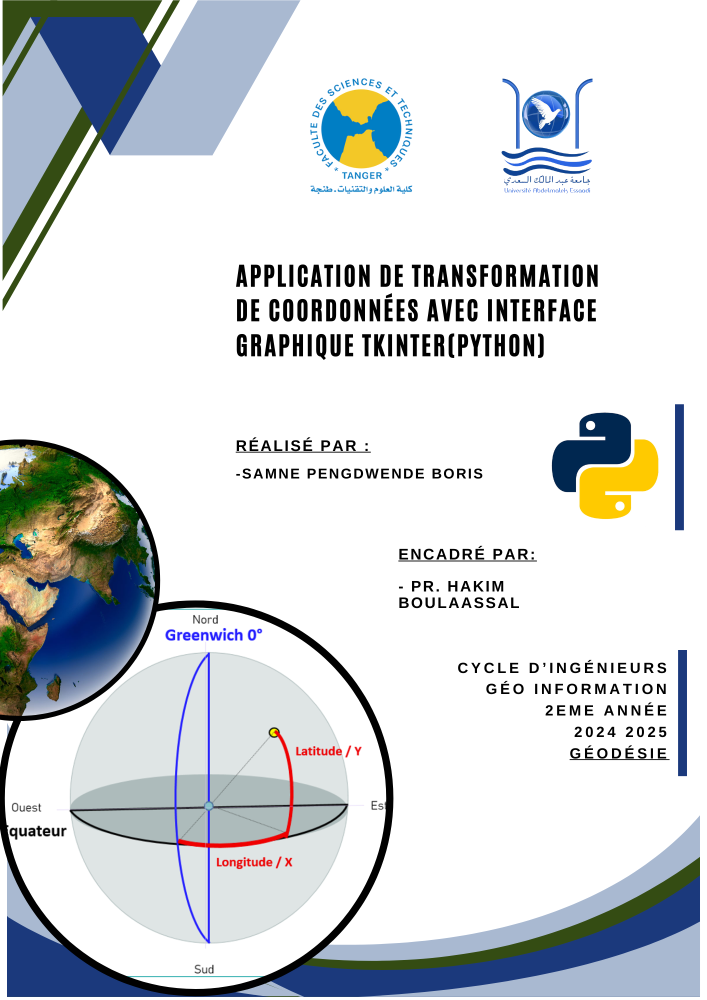 FACULTE DES SCIENCES ET TECHNIQUES
* TANGER *
كلية العلوم والتقنيات - طنجة
جامعة عبد المالك السعدي
Université Abdelmalek Essaadi
APPLICATION DE TRANSFORMATION
DE COORDONNÉES AVEC INTERFACE
GRAPHIQUE TKINTER(PYTHON)
RÉALISÉ PAR :
-SAMNE PENGDWENDE BORIS
ENCADRÉ PAR:
- PR. HAKIM
BOULAASSAL
CYCLE D’INGÉNIEURS
GÉO INFORMATION
2EME ANNÉE
2024 2025
GÉODÉSIE
Nord
Greenwich 0°
Latitude / Y
Ouest
Est
Equateur
Longitude / X
Sud